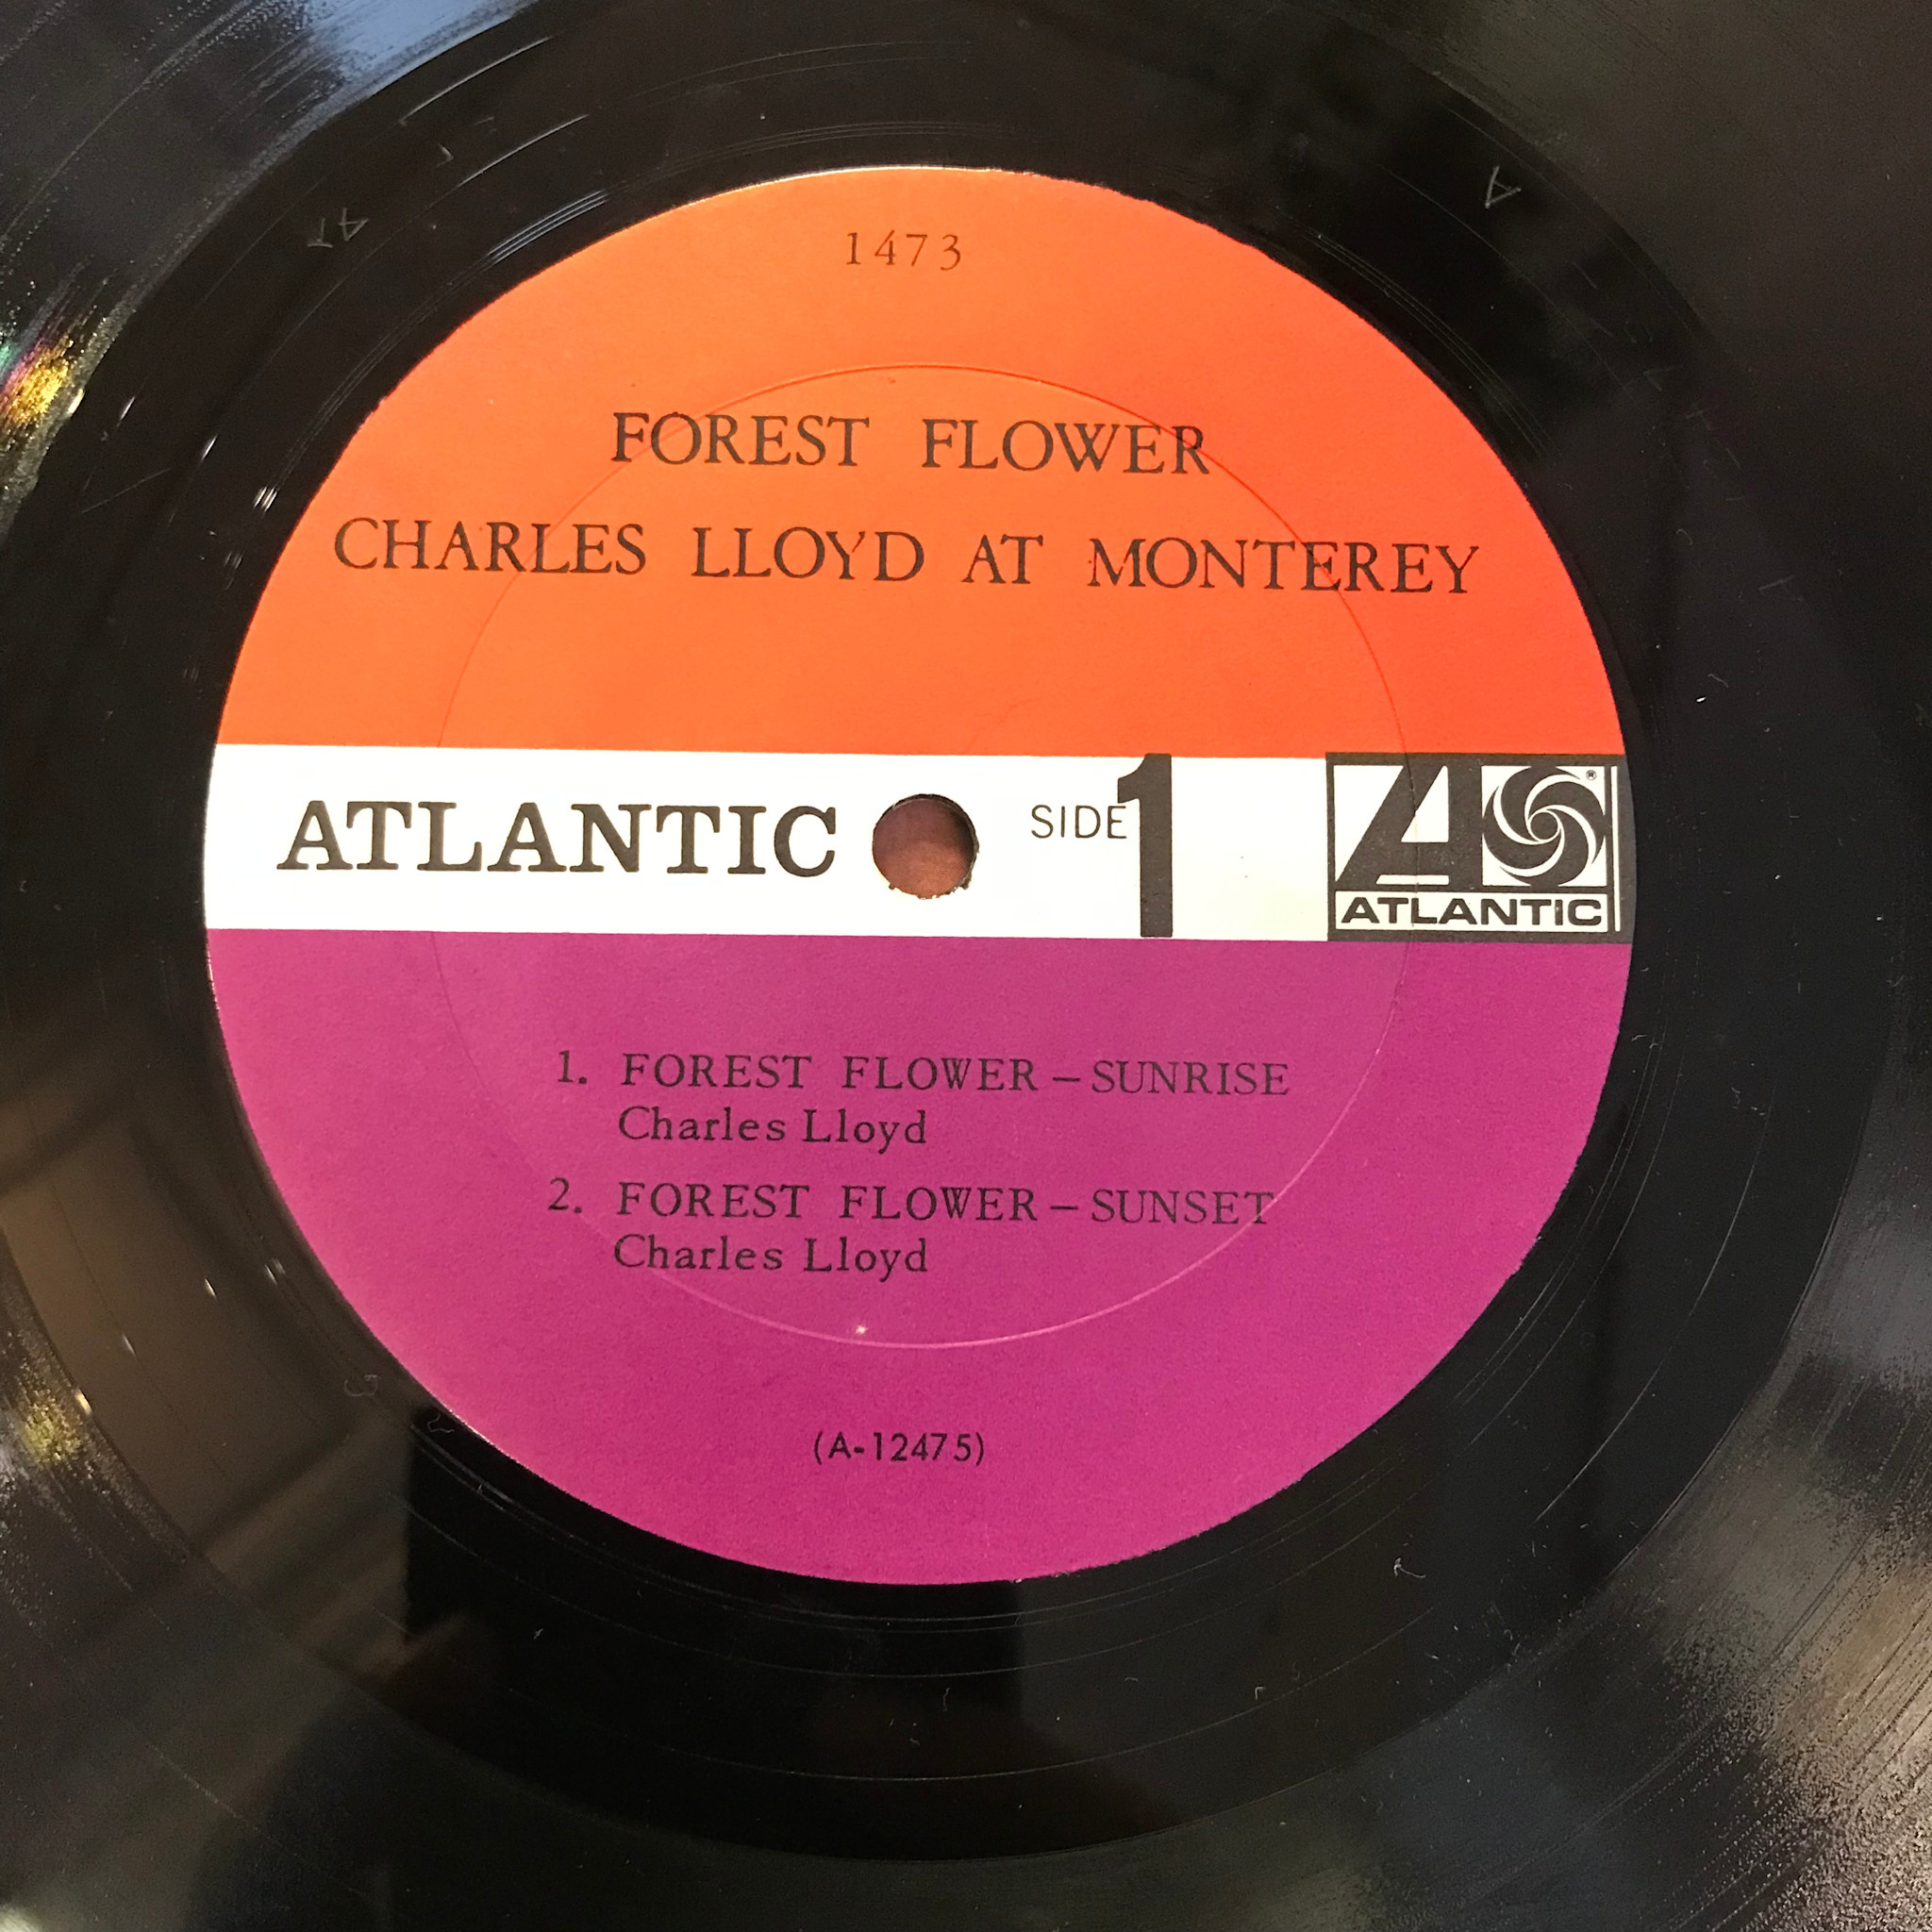 1473
FOREST FLOWER
CHARLES LLOYD AT MONTEREY
ATLANTIC
SIDE 1
ATLANTIC
1. FOREST FLOWER – SUNRISE
Charles Lloyd
2. FOREST FLOWER – SUNSET
Charles Lloyd
(A-12475)